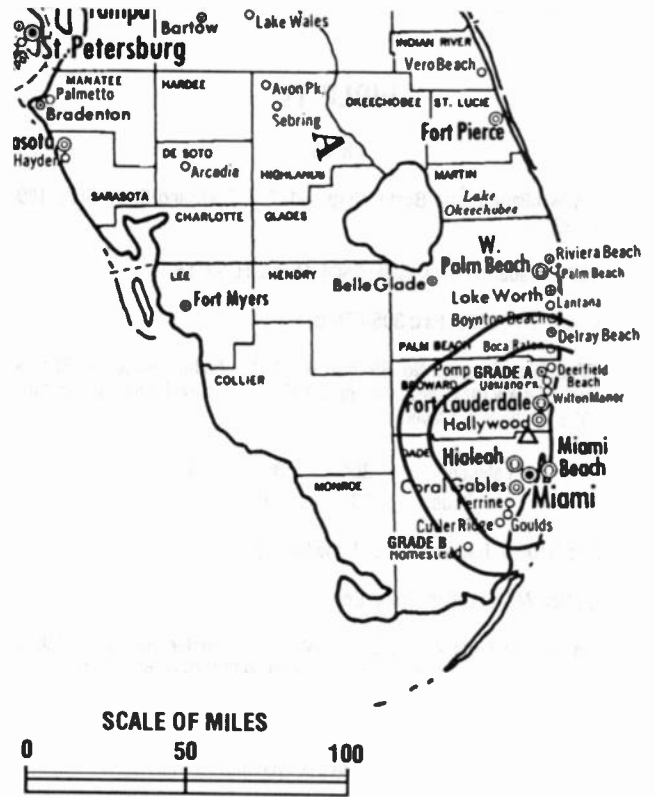 Tampa
St. Petersburg
Bartow
Lake Wales
INDIAN RIVER
Vero Beach
MANATEE
Palmetto
Bradenton
HARDEE
Avon Pk.
Sebring
OKEECHOBEE
ST. LUCIE
Fort Pierce
asota
Hayden
DE SOTO
Arcadia
A
HIGHLANDS
MARTIN
SARASOTA
CHARLOTTE
GLADES
Lake
Okeechobee
W.
Palm Beach
Riviera Beach
Palm Beach
LEE
HENDRY
Belle Glade
Fort Myers
Lake Worth
Lantana
Boynton Beach
Delray Beach
PALM BEACH
Boca Raton
COLLIER
Pomp
GRADE A
Deerfield
Beach
BROWARD
Wilton Manor
Fort Lauderdale
Hollywood
DADE
Hialeah
Miami
Beach
MONROE
Coral Gables
Miami
Perrine
Cutler Ridge
Goulds
GRADE B
Homestead
SCALE OF MILES
0 50 100